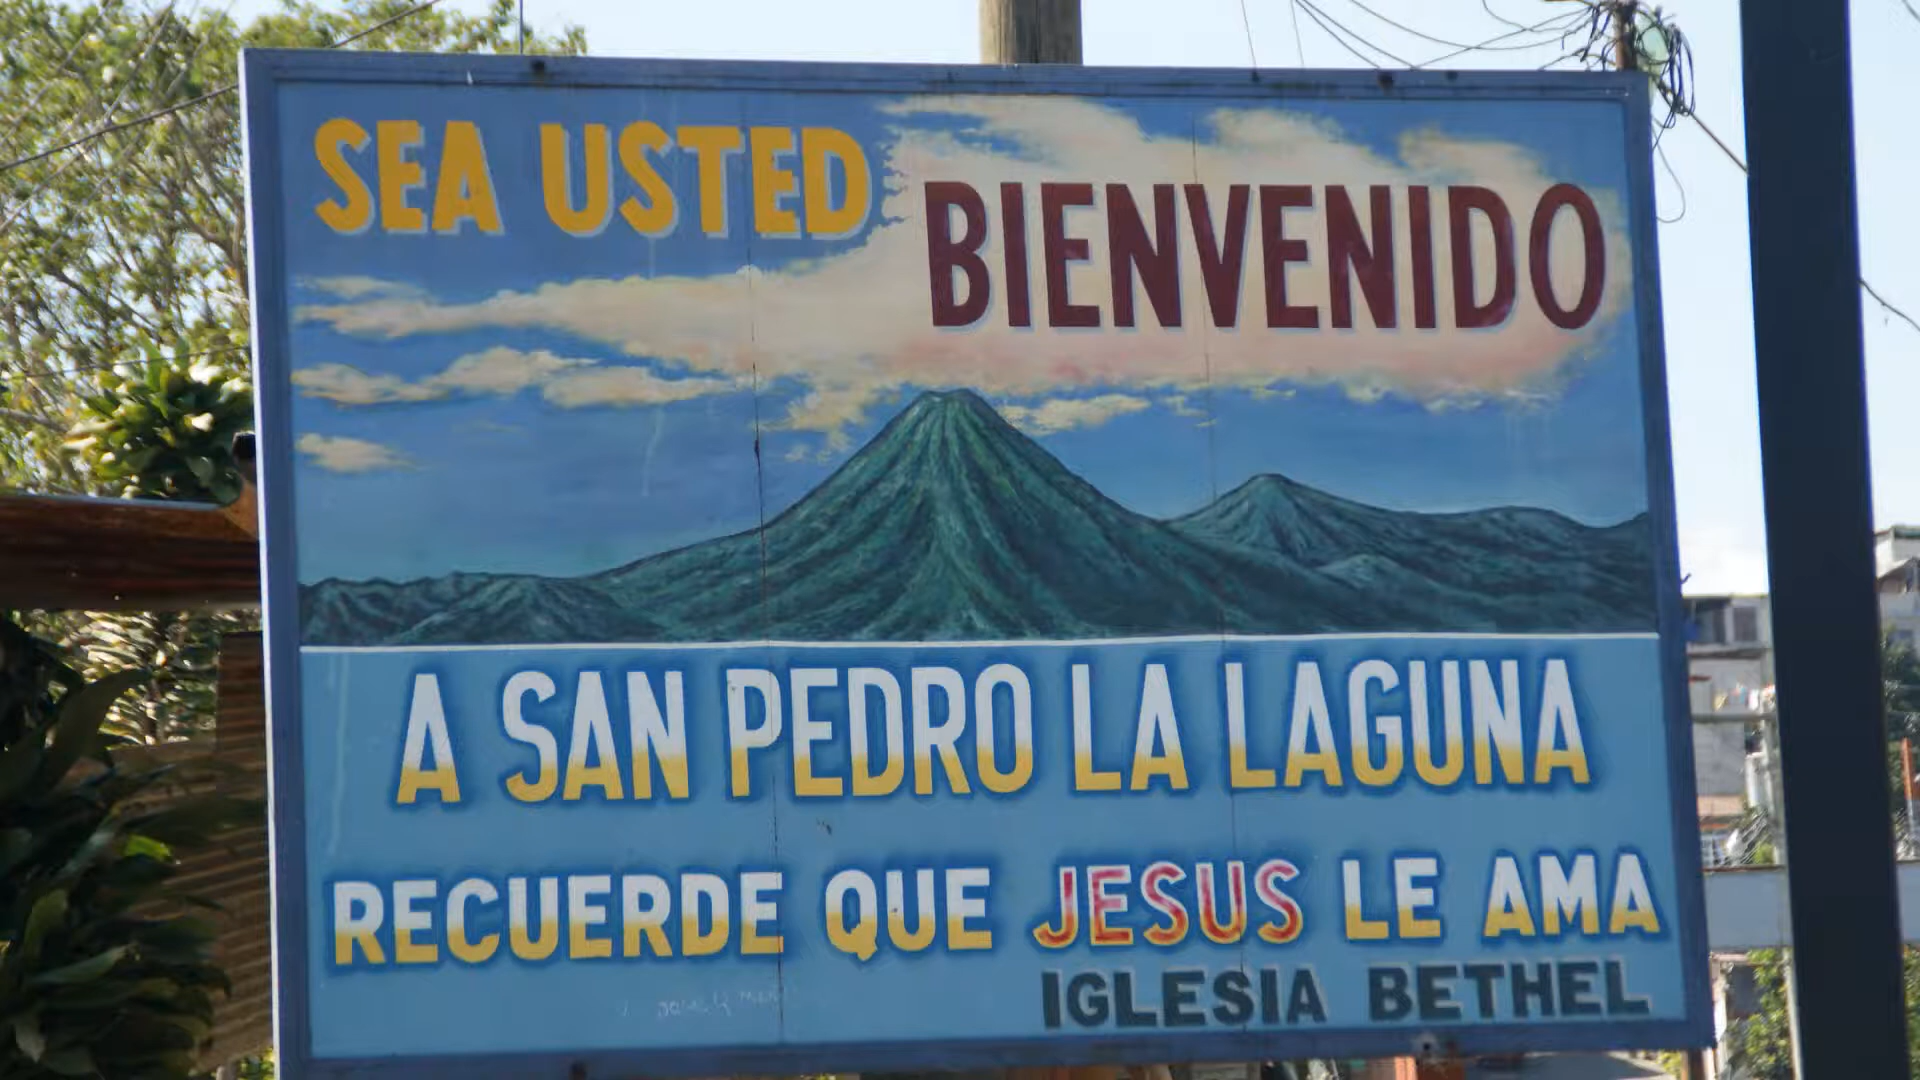 SEA USTED BIENVENIDO
A SAN PEDRO LA LAGUNA
RECUERDE QUE JESUS LE AMA
IGLESIA BETHEL